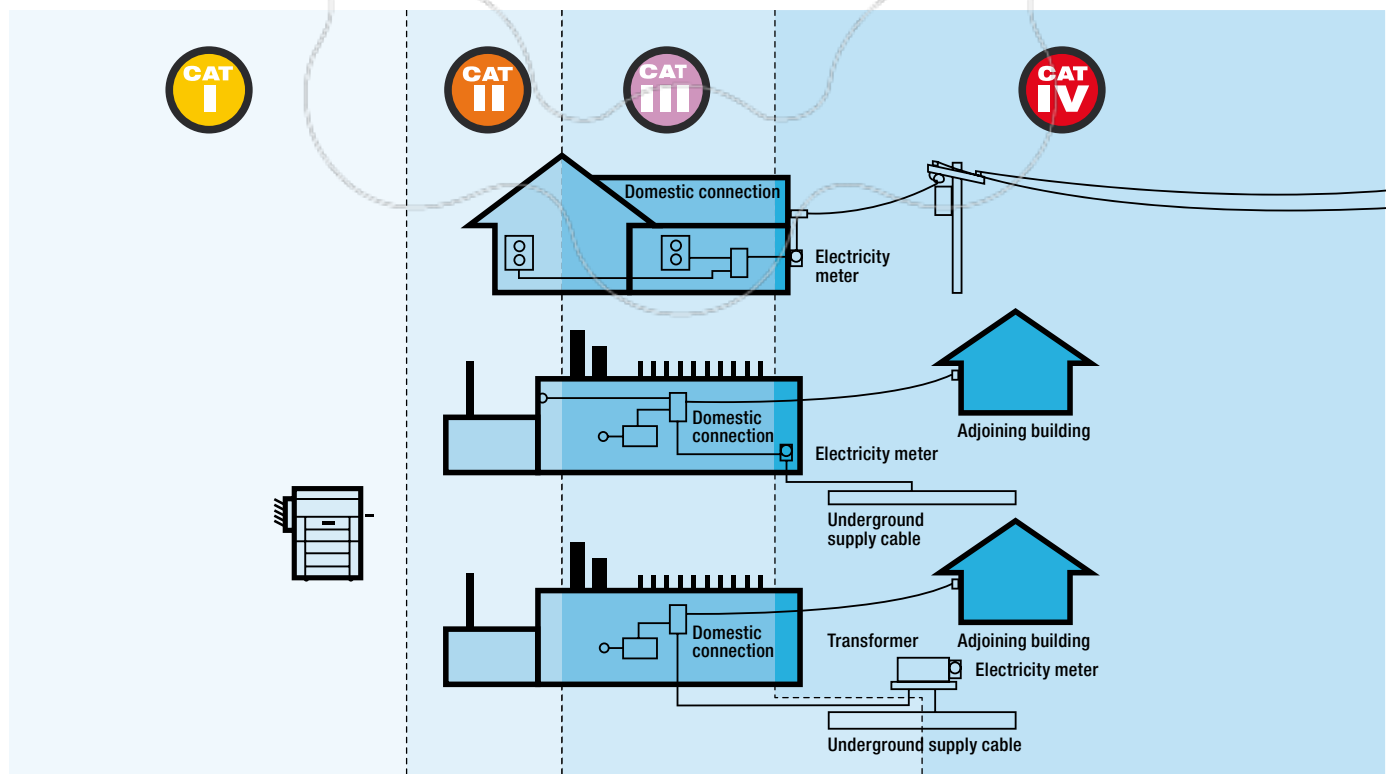 CAT
I
CAT
II
CAT
III
CAT
IV
Domestic connection
Electricity
meter
Domestic
connection
Adjoining building
Electricity meter
Underground
supply cable
Domestic
connection
Transformer
Adjoining building
Electricity meter
Underground supply cable